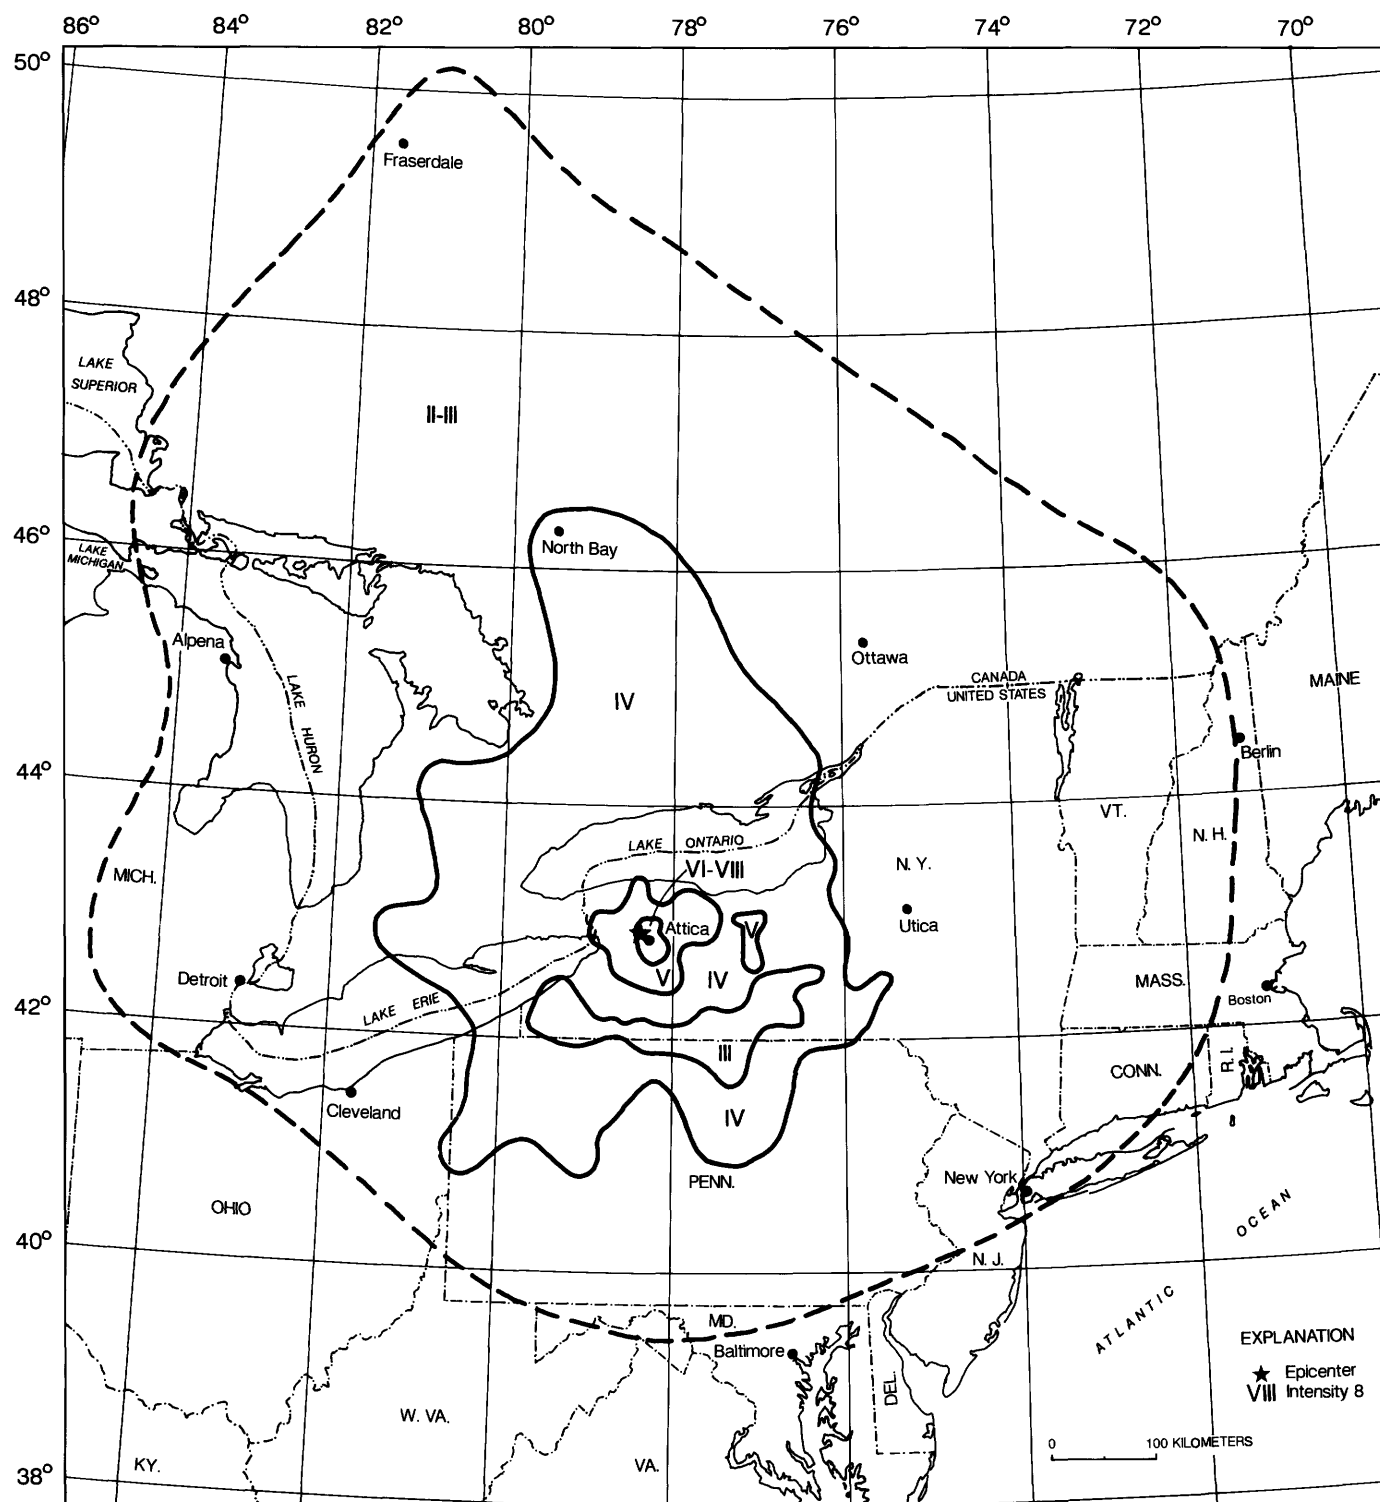 86° 84° 82° 80° 78° 76° 74° 72° 70°
50°
Fraserdale
48°
LAKE
SUPERIOR
II-III
46°
North Bay
LAKE
MICHIGAN
Alpena
Ottawa
CANADA
UNITED STATES
MAINE
LAKE HURON
IV
Berlin
44°
VT.
N. H.
LAKE ONTARIO
VI-VIII
N. Y.
MICH.
Utica
Attica
V
V
IV
Detroit
MASS.
Boston
42°
LAKE ERIE
III
CONN.
R.I.
Cleveland
IV
PENN.
New York
OHIO
OCEAN
40°
N. J.
ATLANTIC
MD.
Baltimore
EXPLANATION
Epicenter
VIII Intensity 8
DEL.
W. VA.
0 100 KILOMETERS
KY.
VA.
38°